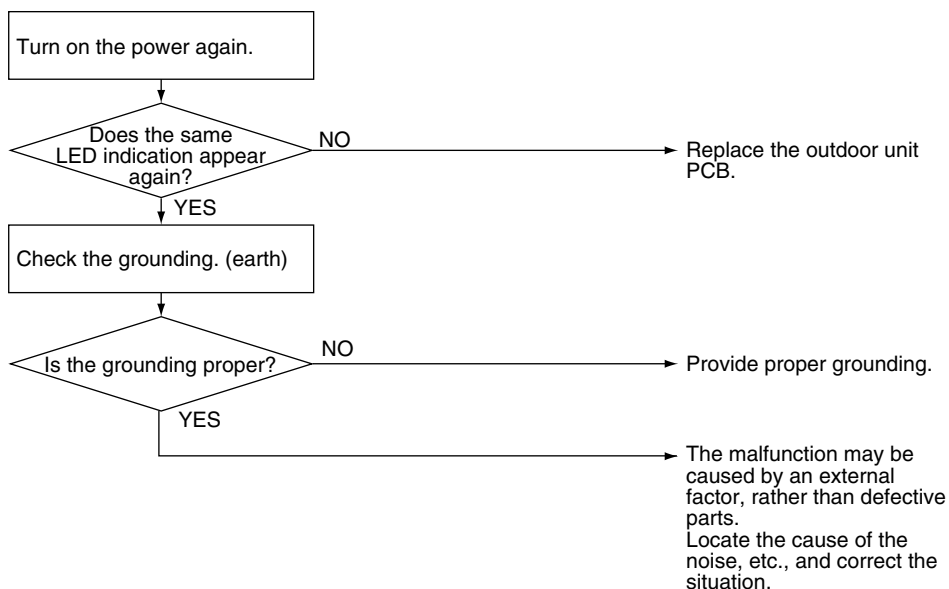 Turn on the power again.
Does the same
LED indication appear
again?
NO
Replace the outdoor unit
PCB.
YES
Check the grounding. (earth)
Is the grounding proper?
NO
Provide proper grounding.
YES
The malfunction may be
caused by an external
factor, rather than defective
parts.
Locate the cause of the
noise, etc., and correct the
situation.